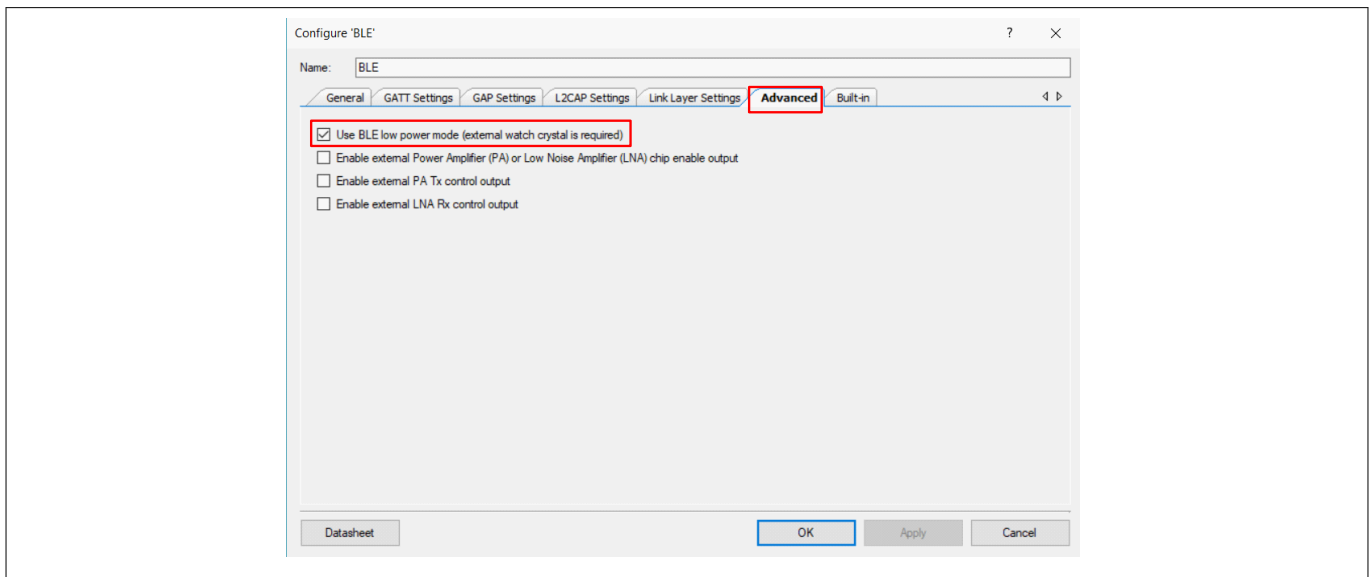 Configure 'BLE'
Name: BLE
General GATT Settings GAP Settings L2CAP Settings Link Layer Settings Advanced Built-in
Use BLE low power mode (external watch crystal is required)
Enable external Power Amplifier (PA) or Low Noise Amplifier (LNA) chip enable output
Enable external PA Tx control output
Enable external LNA Rx control output
Datasheet OK Apply Cancel